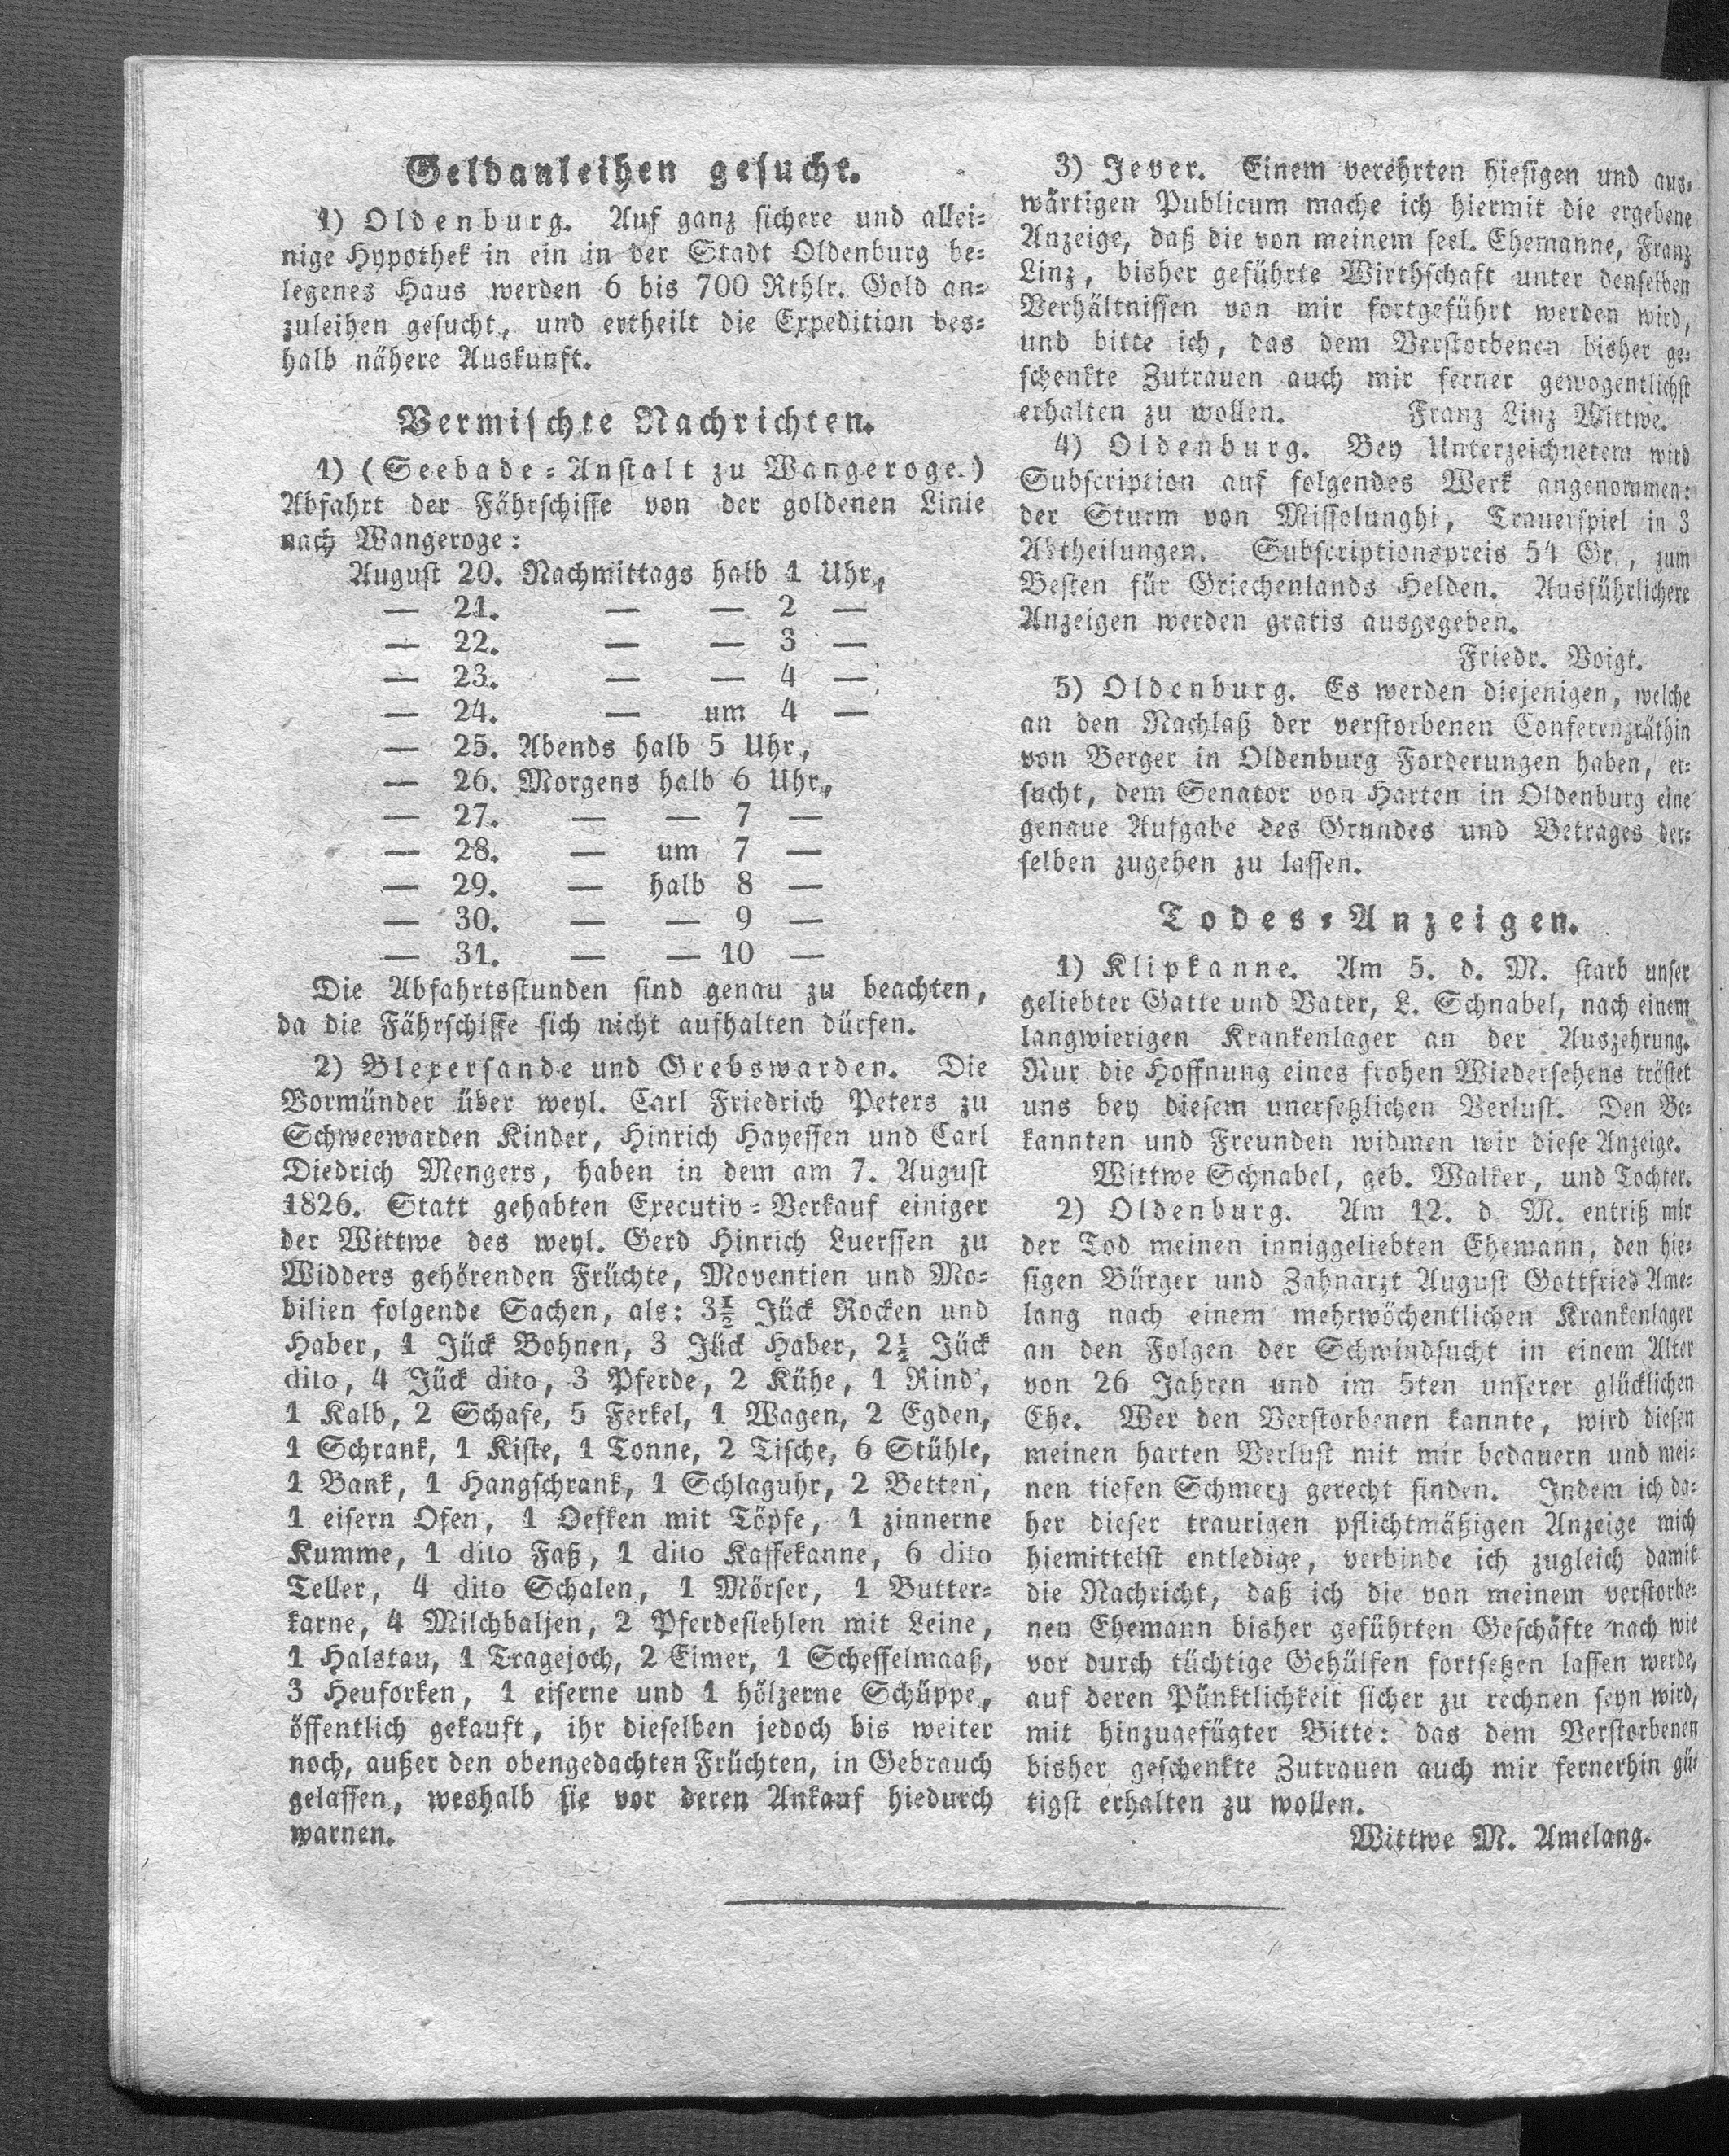 Geldanleihen gesucht.
1) Oldenburg. Auf ganz sichere und allei-
nige Hypothek in ein in der Stadt Oldenburg be-
legenes Haus werden 6 bis 700 Rthlr. Gold an-
zuleihen gesucht, und ertheilt die Expedition des-
halb nähere Auskunft.
Vermischte Nachrichten.
1) (Seebade-Anstalt zu Wangeroge.)
Abfahrt der Fährschiffe von der goldenen Linie
nach Wangeroge:
August 20. Nachmittags halb 1 Uhr,
— 21. — — 2 —
— 22. — — 3 —
— 23. — — 4 —
— 24. — um 4 —
— 25. Abends halb 5 Uhr,
— 26. Morgens halb 6 Uhr,
— 27. — — 7 —
— 28. — um 7 —
— 29. — halb 8 —
— 30. — — 9 —
— 31. — — 10 —
Die Abfahrtsstunden sind genau zu beachten,
da die Fährschiffe sich nicht aufhalten dürfen.
2) Blexersande und Grebswarden. Die
Vormünder über weyl. Carl Friedrich Peters zu
Schweewarden Kinder, Hinrich Hayessen und Carl
Diedrich Mengers, haben in dem am 7. August
1826. Statt gehabten Executiv-Verkauf einiger
der Wittwe des weyl. Gerd Hinrich Luerssen zu
Widders gehörenden Früchte, Moventien und Mo-
bilien folgende Sachen, als: 3½ Jück Rocken und
Haber, 1 Jück Bohnen, 3 Jück Haber, 2½ Jück
dito, 4 Jück dito, 3 Pferde, 2 Kühe, 1 Rind,
1 Kalb, 2 Schafe, 5 Ferkel, 1 Wagen, 2 Egden,
1 Schrank, 1 Kiste, 1 Tonne, 2 Tische, 6 Stühle,
1 Bank, 1 Hangschrank, 1 Schlaguhr, 2 Betten,
1 eisern Ofen, 1 Oefken mit Töpfe, 1 zinnerne
Kumme, 1 dito Faß, 1 dito Kaffekanne, 6 dito
Teller, 4 dito Schalen, 1 Mörser, 1 Butter-
karne, 4 Milchbaljen, 2 Pferdesiehlen mit Leine,
1 Halstau, 1 Tragejoch, 2 Eimer, 1 Scheffelmaaß,
3 Heuforken, 1 eiserne und 1 hölzerne Schüppe,
öffentlich gekauft, ihr dieselben jedoch bis weiter
noch, außer den obengedachten Früchten, in Gebrauch
gelassen, weshalb sie vor deren Ankauf hiedurch
warnen.
3) Jever. Einem verehrten hiesigen und aus-
wärtigen Publicum mache ich hiermit die ergebene
Anzeige, daß die von meinem seel. Ehemanne, Franz
Linz, bisher geführte Wirthschaft unter denselben
Verhältnissen von mir fortgeführt werden wird,
und bitte ich, das dem Verstorbenen bisher ge-
schenkte Zutrauen auch mir ferner gewogentlichst
erhalten zu wollen. Franz Linz Wittwe.
4) Oldenburg. Bey Unterzeichnetem wird
Subscription auf folgendes Werk angenommen:
der Sturm von Missolunghi, Trauerspiel in 3
Abtheilungen. Subscriptionspreis 54 Gr., zum
Besten für Griechenlands Helden. Ausführlichere
Anzeigen werden gratis ausgegeben.
Friedr. Voigt.
5) Oldenburg. Es werden diejenigen, welche
an den Nachlaß der verstorbenen Conferenzräthin
von Berger in Oldenburg Forderungen haben, er-
sucht, dem Senator von Harten in Oldenburg eine
genaue Aufgabe des Grundes und Betrages der-
selben zugehen zu lassen.
Todes-Anzeigen.
1) Klipkanne. Am 5. d. M. starb unser
geliebter Gatte und Vater, L. Schnabel, nach einem
langwierigen Krankenlager an der Auszehrung.
Nur die Hoffnung eines frohen Wiedersehens tröstet
uns bey diesem unersetzlichen Verlust. Den Be-
kannten und Freunden widmen wir diese Anzeige.
Wittwe Schnabel, geb. Walker, und Tochter.
2) Oldenburg. Am 12. d. M. entriß mir
der Tod meinen inniggeliebten Ehemann, den hie-
sigen Bürger und Zahnarzt August Gottfried Ame-
lang nach einem mehrwöchentlichen Krankenlager
an den Folgen der Schwindsucht in einem Alter
von 26 Jahren und im 5ten unserer glücklichen
Ehe. Wer den Verstorbenen kannte, wird diesen
meinen harten Verlust mit mir bedauern und mei-
nen tiefen Schmerz gerecht finden. Indem ich da-
her dieser traurigen pflichtmäßigen Anzeige mich
hiemittelst entledige, verbinde ich zugleich damit
die Nachricht, daß ich die von meinem verstorbe-
nen Ehemann bisher geführten Geschäfte nach wie
vor durch tüchtige Gehülfen fortsetzen lassen werde,
auf deren Pünktlichkeit sicher zu rechnen seyn wird,
mit hinzugefügter Bitte: das dem Verstorbenen
bisher geschenkte Zutrauen auch mir fernerhin gü-
tigst erhalten zu wollen.
Wittwe M. Amelang.